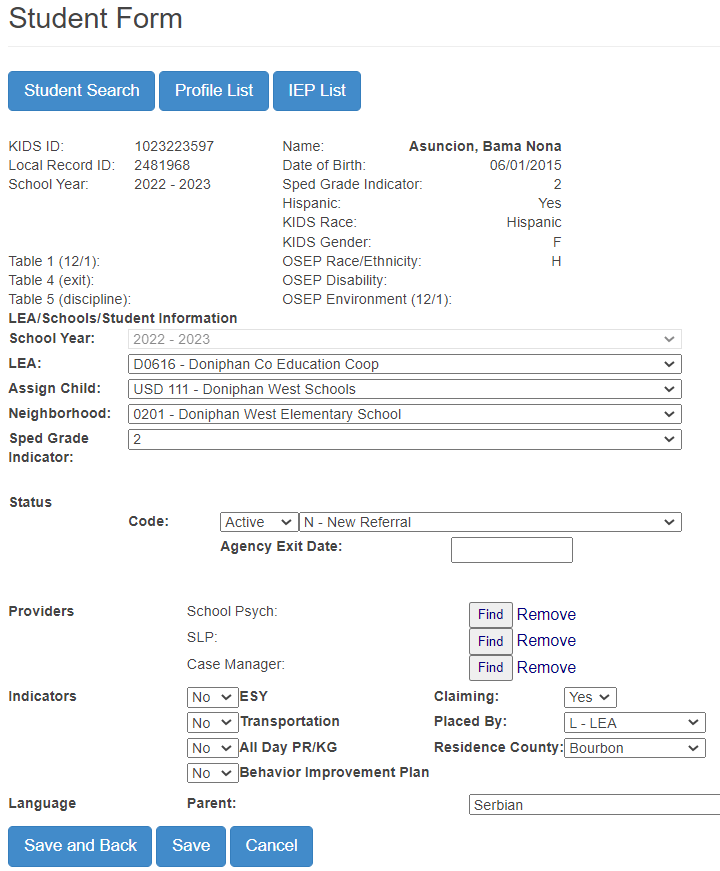 Student Form
Student Search Profile List IEP List
KIDS ID: 1023223597 Name: Asuncion, Bama Nona
Local Record ID: 2481968 Date of Birth: 06/01/2015
School Year: 2022 - 2023 Sped Grade Indicator: 2
Hispanic: Yes
KIDS Race: Hispanic
KIDS Gender: F
Table 1 (12/1): OSEP Race/Ethnicity: H
Table 4 (exit): OSEP Disability:
Table 5 (discipline): OSEP Environment (12/1):
LEA/Schools/Student Information
School Year: 2022 - 2023
LEA: D0616 - Doniphan Co Education Coop
Assign Child: USD 111 - Doniphan West Schools
Neighborhood: 0201 - Doniphan West Elementary School
Sped Grade 2
Indicator:
Status
Code: Active N - New Referral
Agency Exit Date:
Providers School Psych: Find Remove
SLP: Find Remove
Case Manager: Find Remove
Indicators No ESY Claiming: Yes
No Transportation Placed By: L - LEA
No All Day PR/KG Residence County: Bourbon
No Behavior Improvement Plan
Language Parent: Serbian
Save and Back Save Cancel